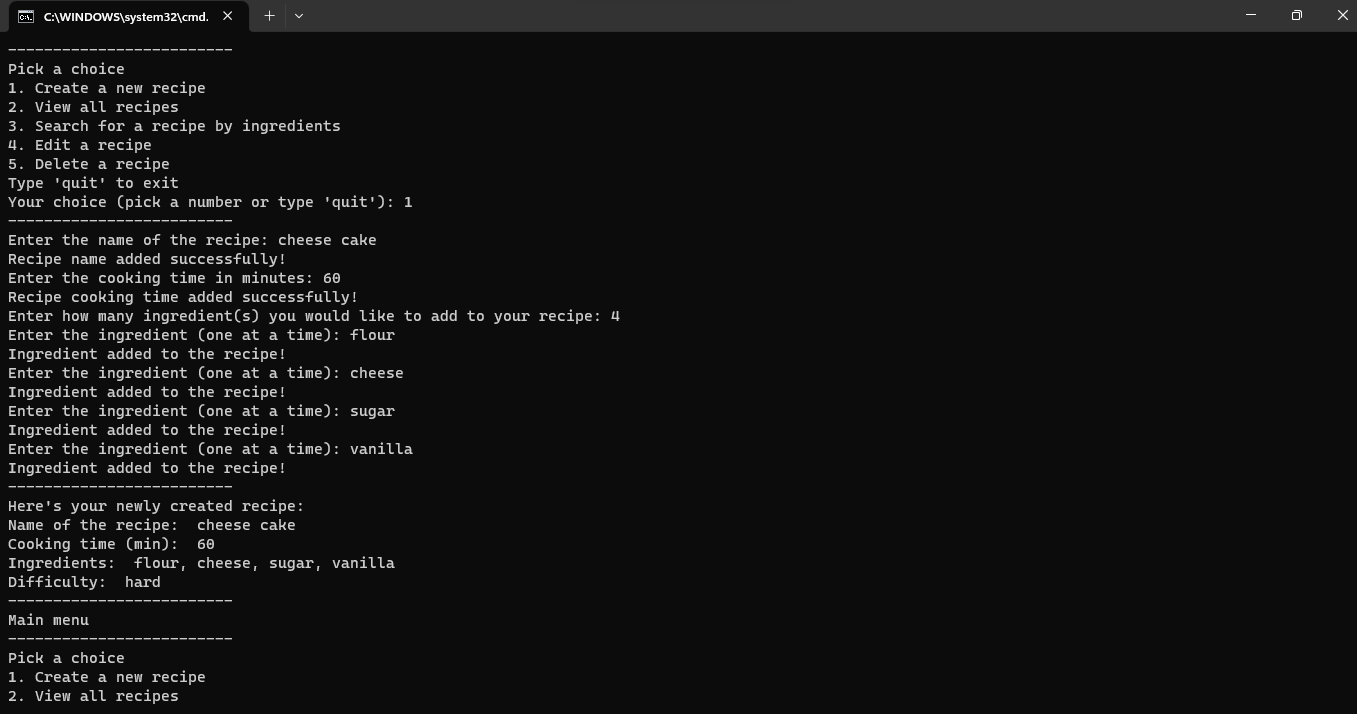 C:\WINDOWS\system32\cmd.
-------------------------
Pick a choice
1. Create a new recipe
2. View all recipes
3. Search for a recipe by ingredients
4. Edit a recipe
5. Delete a recipe
Type 'quit' to exit
Your choice (pick a number or type 'quit'): 1
-------------------------
Enter the name of the recipe: cheese cake
Recipe name added successfully!
Enter the cooking time in minutes: 60
Recipe cooking time added successfully!
Enter how many ingredient(s) you would like to add to your recipe: 4
Enter the ingredient (one at a time): flour
Ingredient added to the recipe!
Enter the ingredient (one at a time): cheese
Ingredient added to the recipe!
Enter the ingredient (one at a time): sugar
Ingredient added to the recipe!
Enter the ingredient (one at a time): vanilla
Ingredient added to the recipe!
-------------------------
Here's your newly created recipe:
Name of the recipe:  cheese cake
Cooking time (min):  60
Ingredients:  flour, cheese, sugar, vanilla
Difficulty:  hard
-------------------------
Main menu
-------------------------
Pick a choice
1. Create a new recipe
2. View all recipes